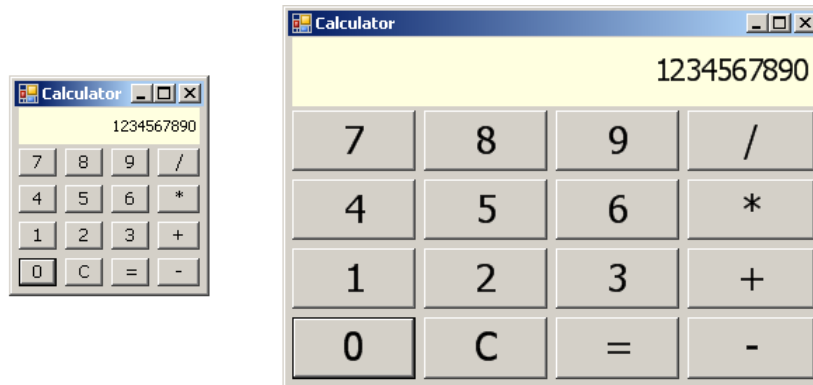 Calculator
1234567890
7 8 9 /
4 5 6 *
1 2 3 +
0 C = -
Calculator
1234567890
7 8 9 /
4 5 6 *
1 2 3 +
0 C = -